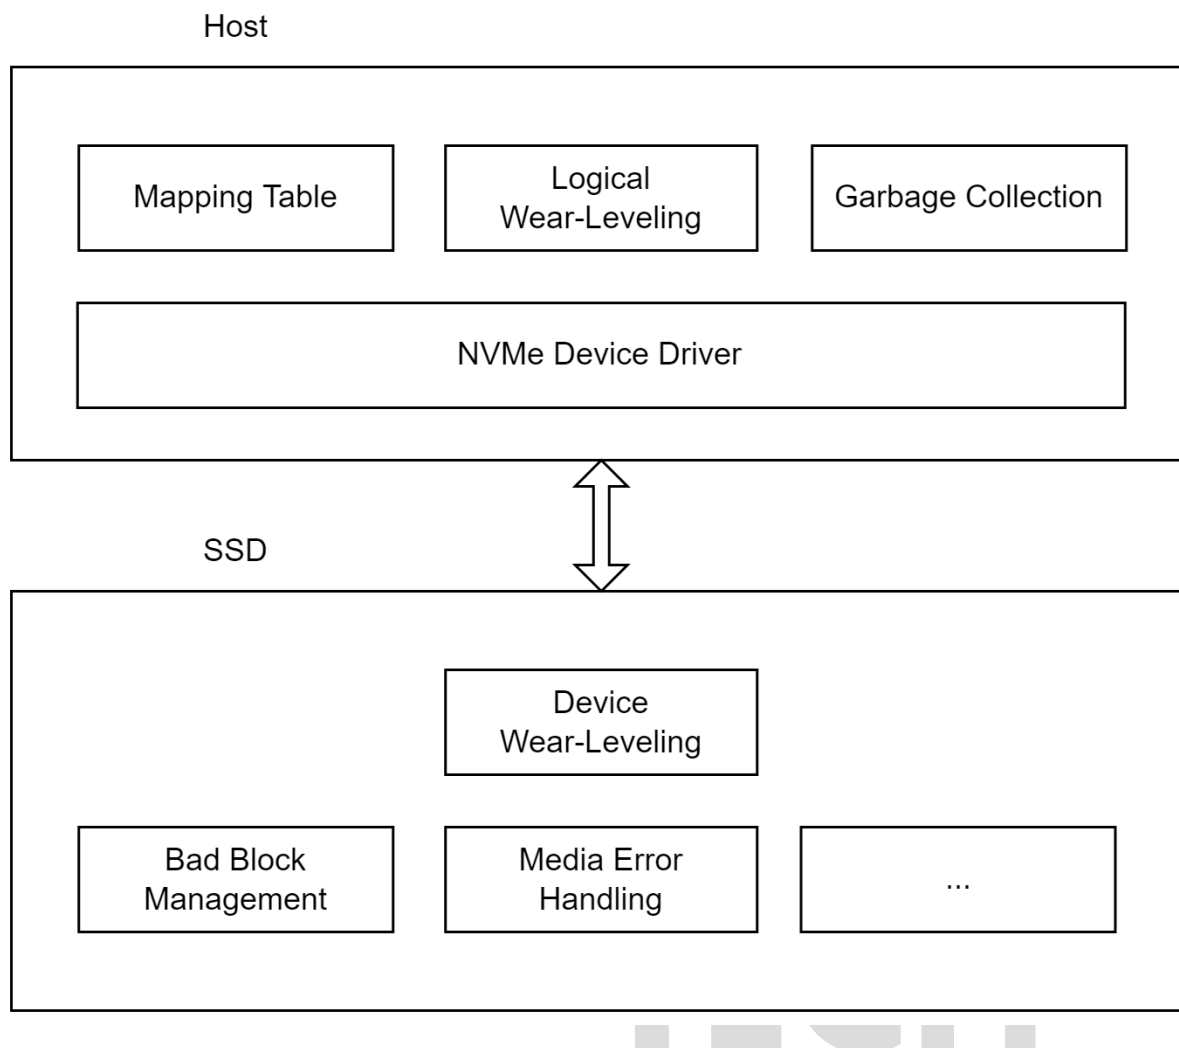 Host
Mapping Table
Logical
Wear-Leveling
Garbage Collection
NVMe Device Driver
SSD
Device
Wear-Leveling
Bad Block
Management
Media Error
Handling
...